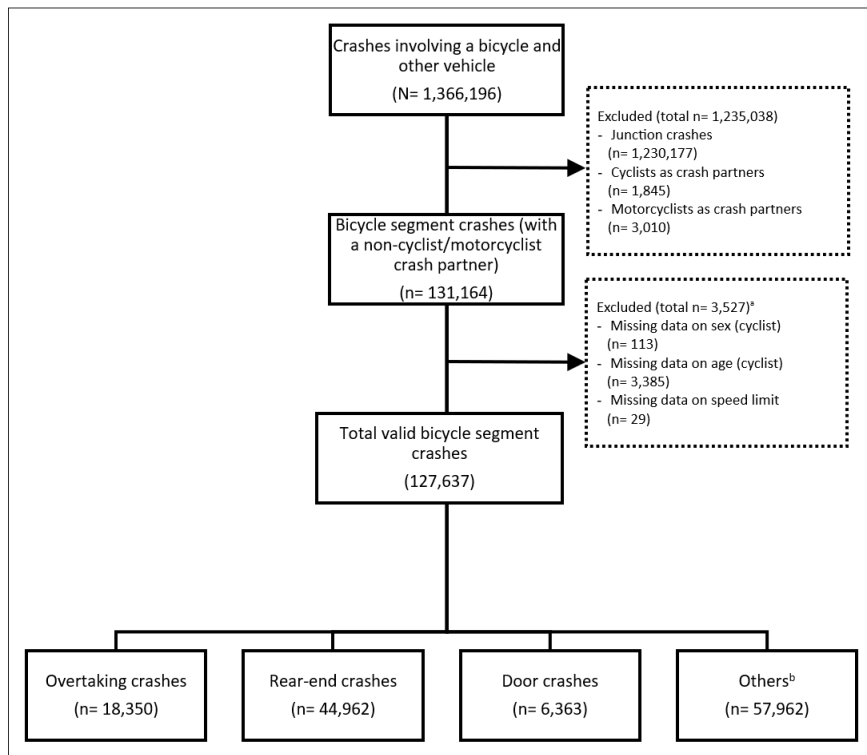 Crashes involving a bicycle and
other vehicle
(N= 1,366,196)
Excluded (total n= 1,235,038)
- Junction crashes
(n= 1,230,177)
- Cyclists as crash partners
(n= 1,845)
- Motorcyclists as crash partners
(n= 3,010)
Bicycle segment crashes (with
a non-cyclist/motorcyclist
crash partner)
(n= 131,164)
Excluded (total n= 3,527)ª
- Missing data on sex (cyclist)
(n= 113)
- Missing data on age (cyclist)
(n= 3,385)
- Missing data on speed limit
(n= 29)
Total valid bicycle segment
crashes
(127,637)
Overtaking crashes
(n= 18,350)
Rear-end crashes
(n= 44,962)
Door crashes
(n= 6,363)
Othersᵇ
(n= 57,962)